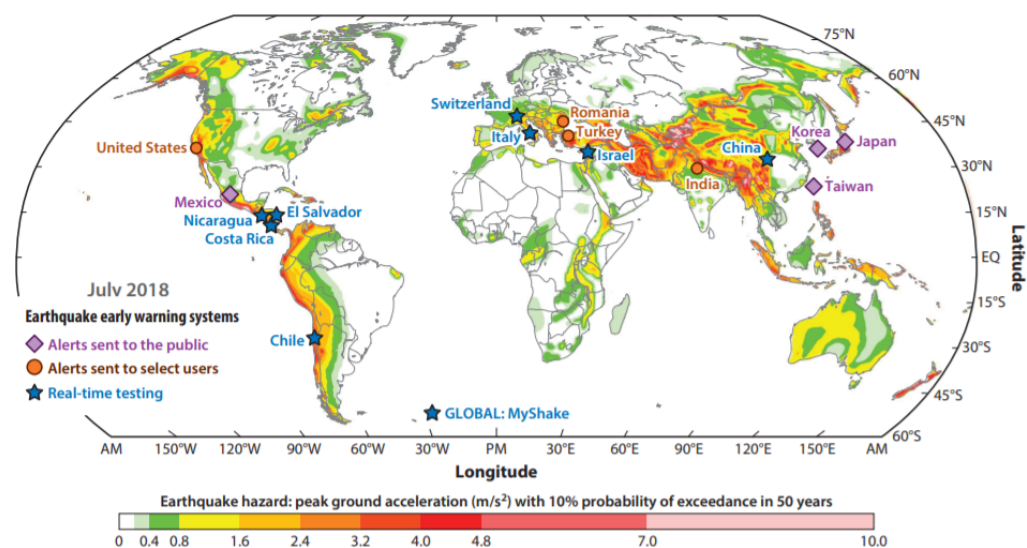 75°N
60°N
45°N
30°N
15°N
EQ
15°S
30°S
45°S
60°S
Latitude
Switzerland
Romania
Italy
Turkey
Israel
China
Korea
Japan
India
Taiwan
United States
Mexico
Nicaragua
El Salvador
Costa Rica
Chile
July 2018
Earthquake early warning systems
Alerts sent to the public
Alerts sent to select users
Real-time testing
GLOBAL: MyShake
AM 150°W 120°W 90°W 60°W 30°W PM 30°E 60°E 90°E 120°E 150°E AM
Longitude
Earthquake hazard: peak ground acceleration (m/s²) with 10% probability of exceedance in 50 years
0 0.4 0.8 1.6 2.4 3.2 4.0 4.8 7.0 10.0